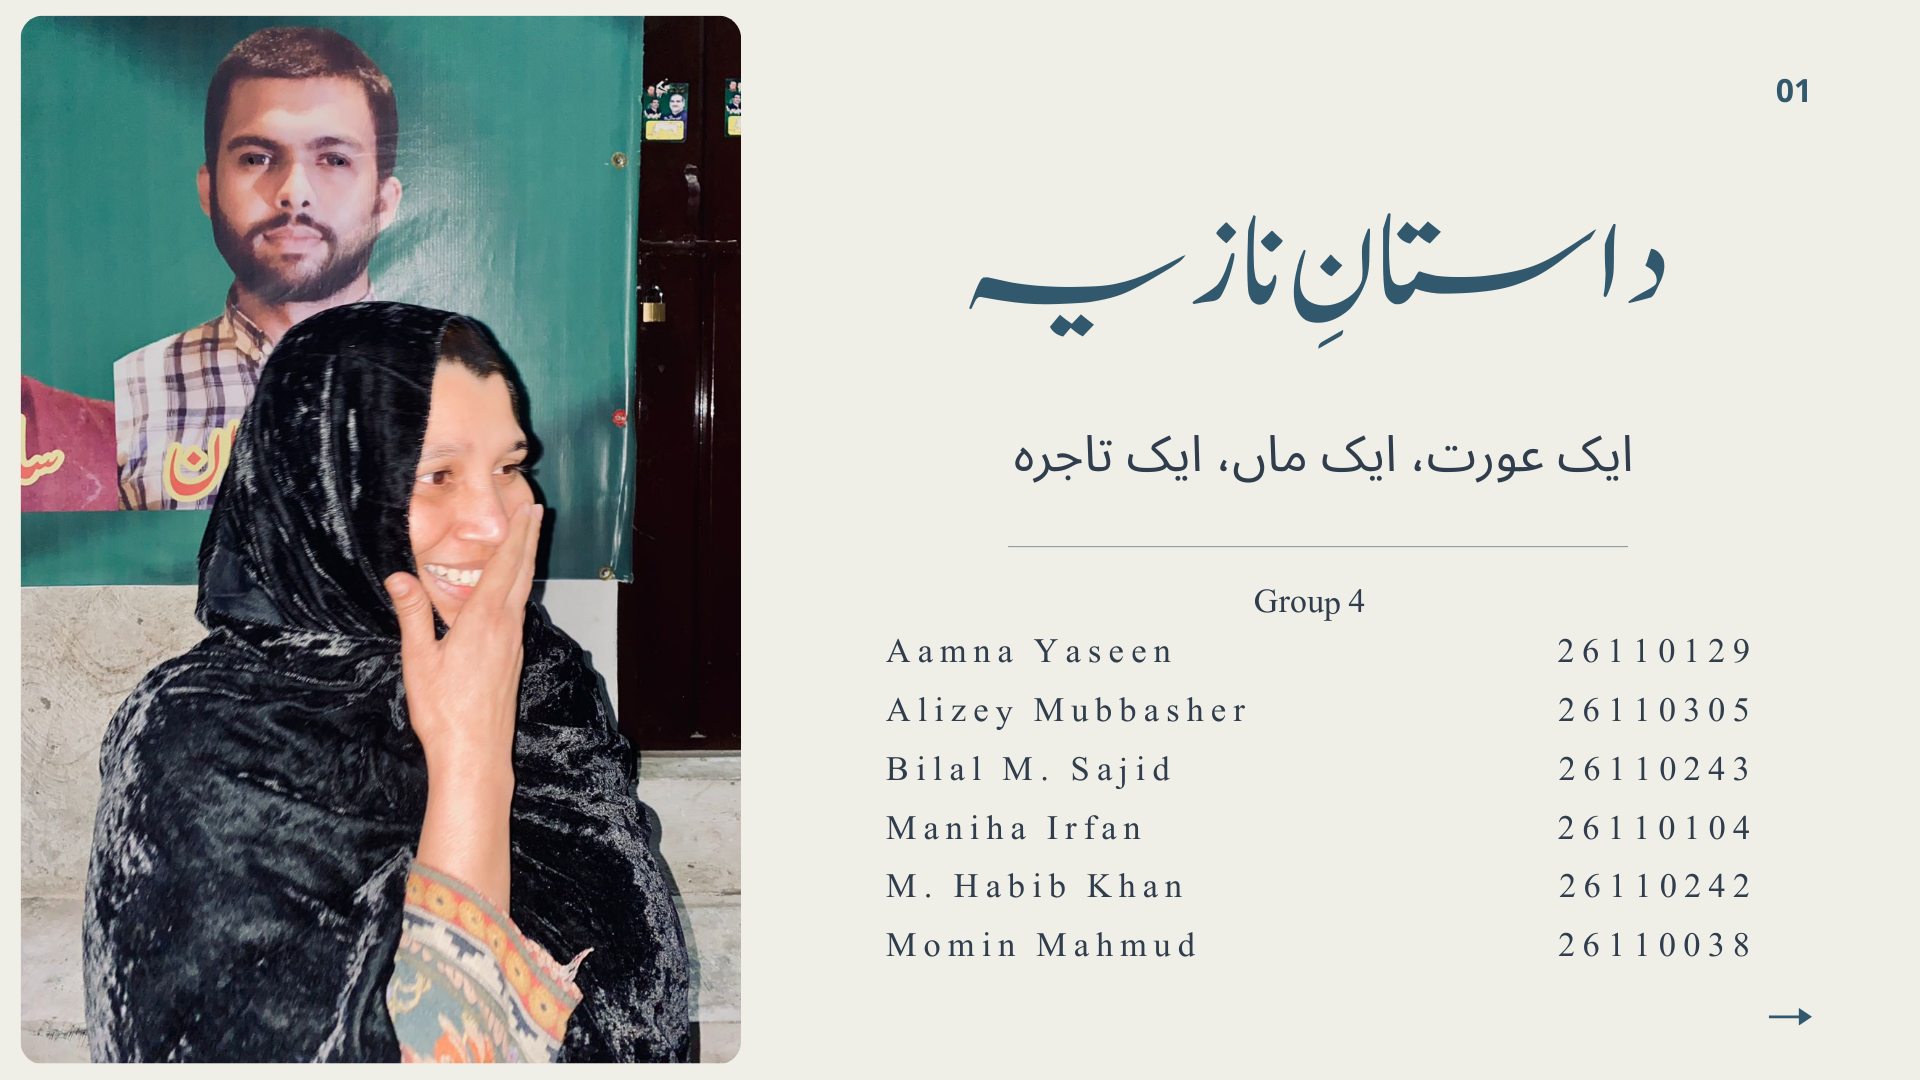 01
داستانِ نازیہ
ایک عورت، ایک ماں، ایک تاجرہ
Group 4
Aamna Yaseen 26110129
Alizey Mubbasher 26110305
Bilal M. Sajid 26110243
Maniha Irfan 26110104
M. Habib Khan 26110242
Momin Mahmud 26110038